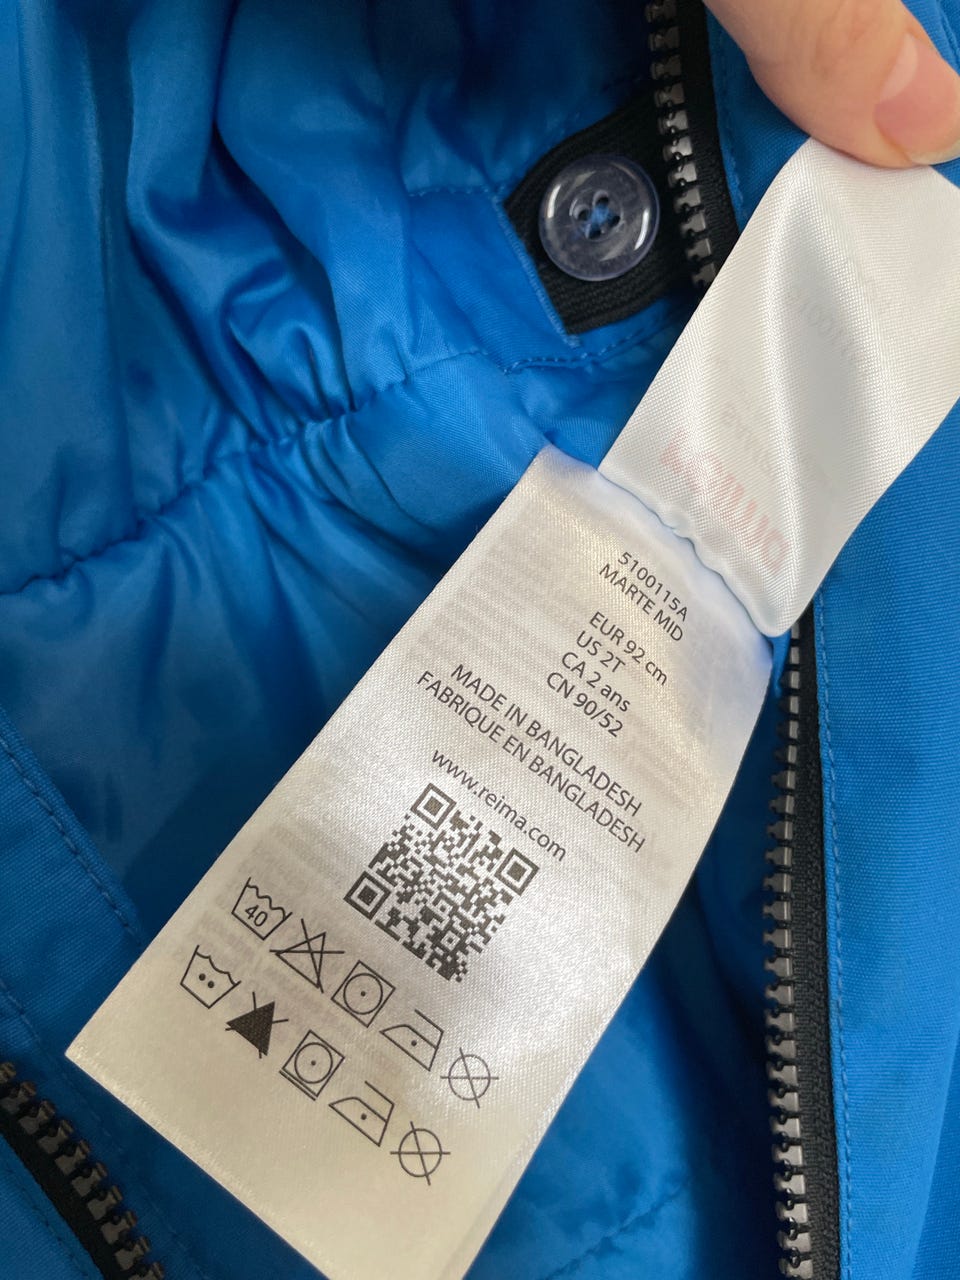 5100115A
MARTE MID
EUR 92 cm
US 2T
CA 2 ans
CN 90/52
MADE IN BANGLADESH
FABRIQUE EN BANGLADESH
www.reima.com
40